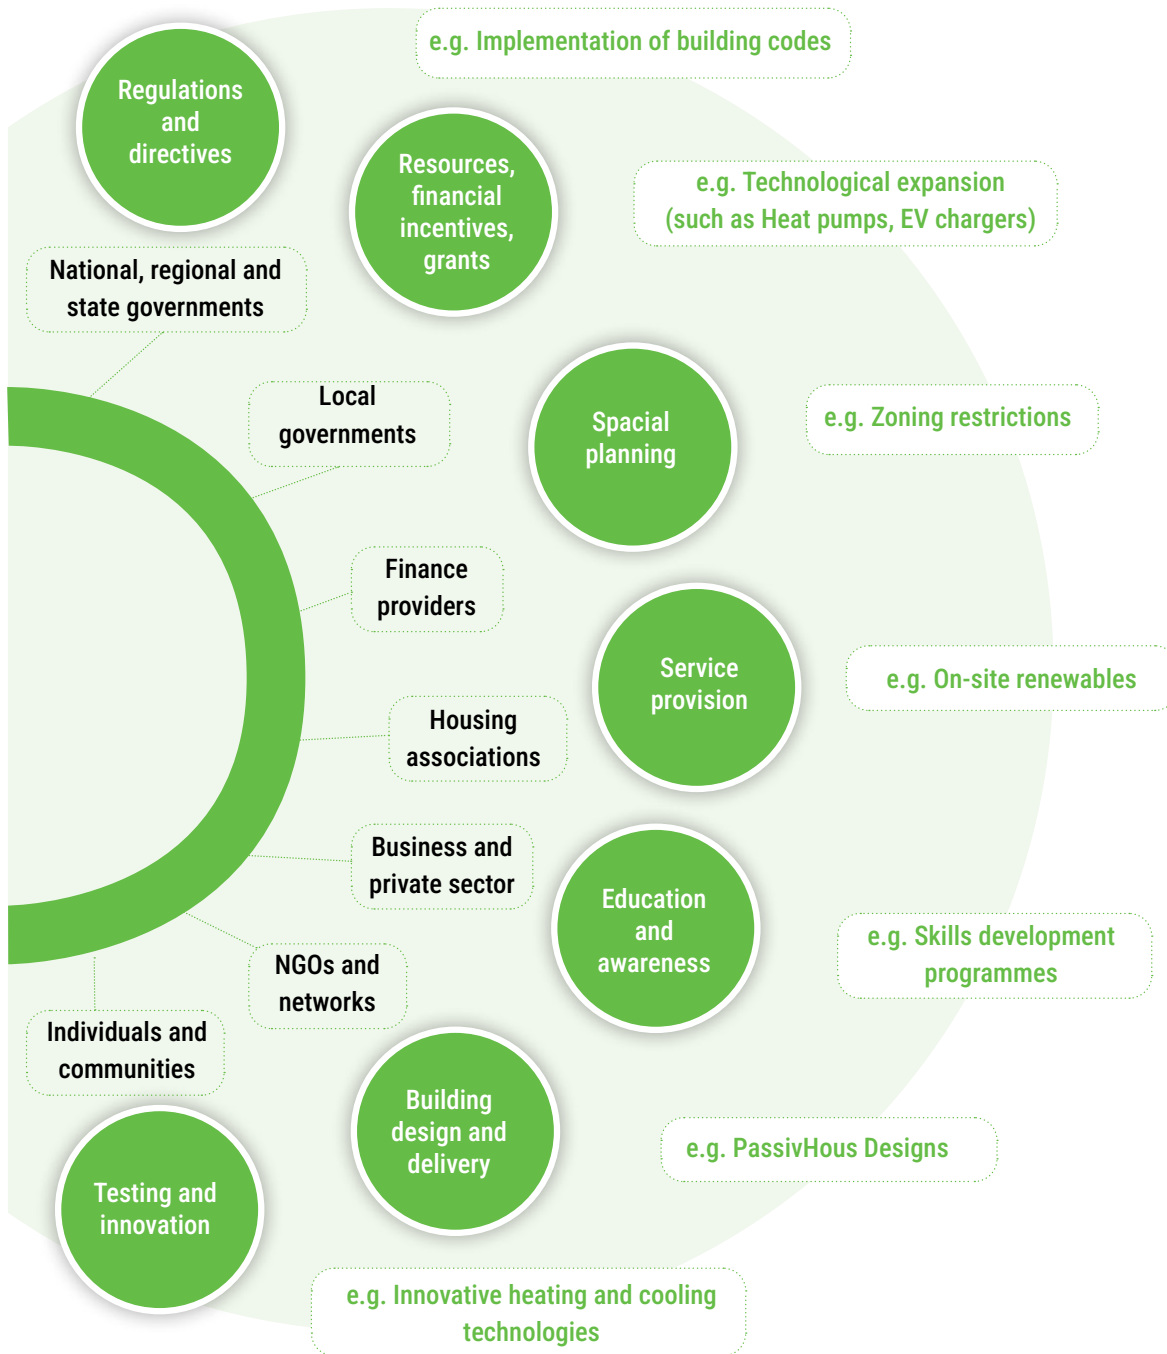 e.g. Implementation of building codes
Regulations
and
directives
Resources,
financial
incentives,
grants
e.g. Technological expansion
(such as Heat pumps, EV chargers)
National, regional and
state governments
Local
governments
Spacial
planning
e.g. Zoning restrictions
Finance
providers
Service
provision
e.g. On-site renewables
Housing
associations
Business and
private sector
Education
and
awareness
e.g. Skills development
programmes
NGOs and
networks
Individuals and
communities
Building
design and
delivery
e.g. PassivHous Designs
Testing and
innovation
e.g. Innovative heating and cooling
technologies